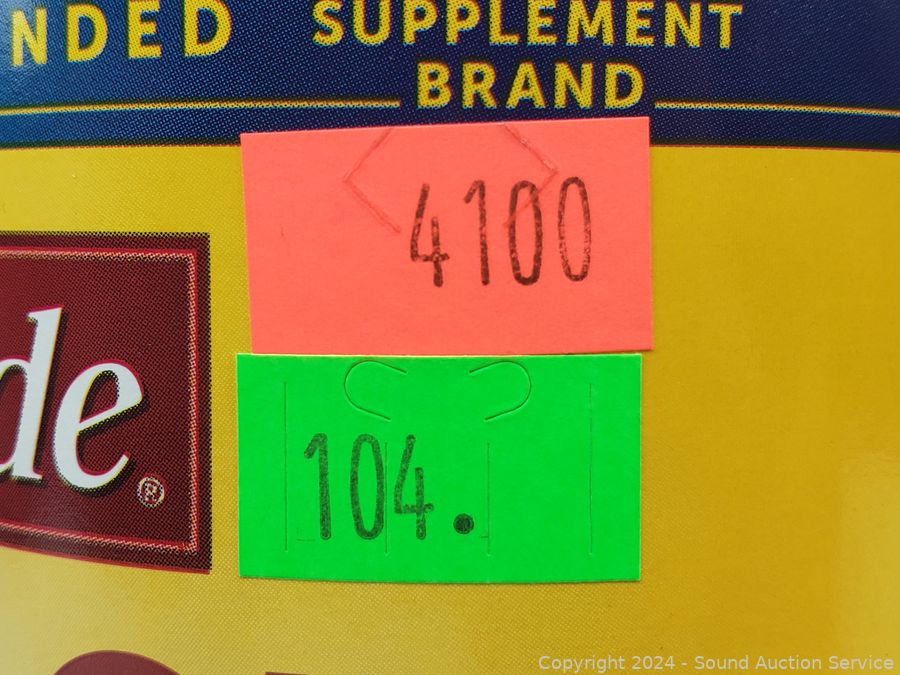 NDED
SUPPLEMENT
BRAND
4100
de®
104.
Copyright © 2024 - Sound Auction Service